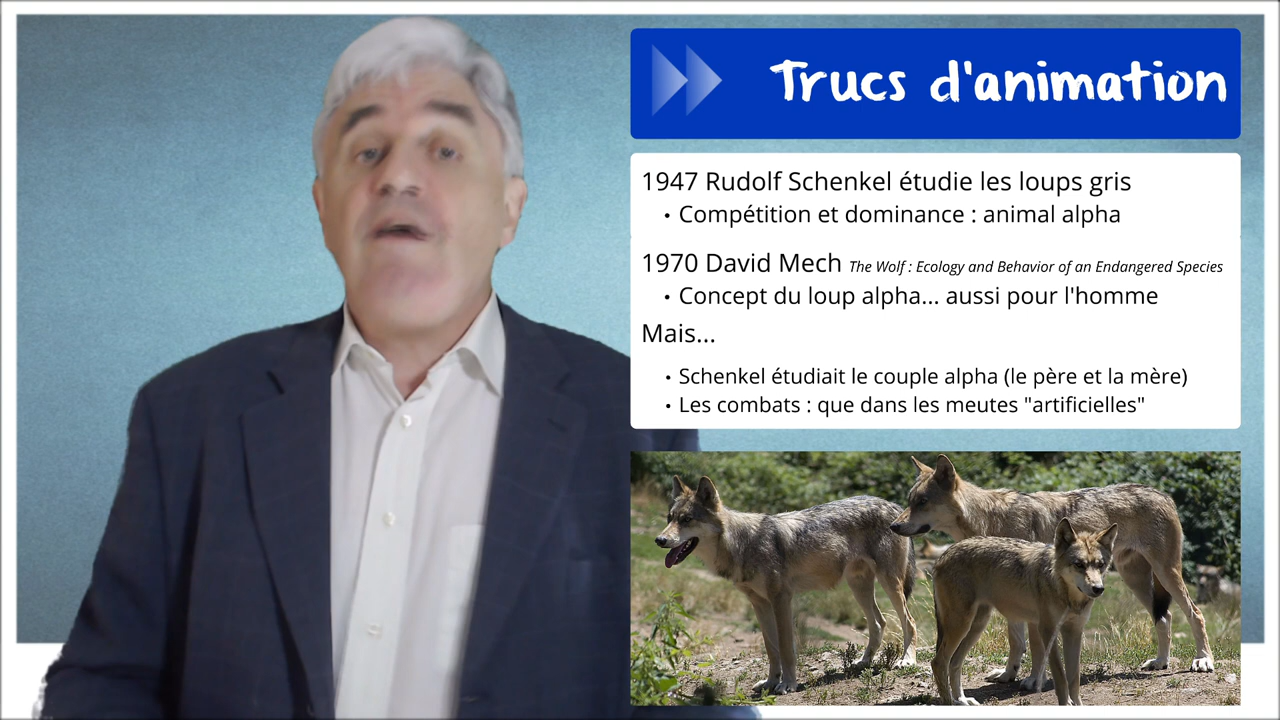 Trucs d'animation
1947 Rudolf Schenkel étudie les loups gris
• Compétition et dominance : animal alpha
1970 David Mech The Wolf : Ecology and Behavior of an Endangered Species
• Concept du loup alpha... aussi pour l'homme
Mais...
• Schenkel étudiait le couple alpha (le père et la mère)
• Les combats : que dans les meutes "artificielles"